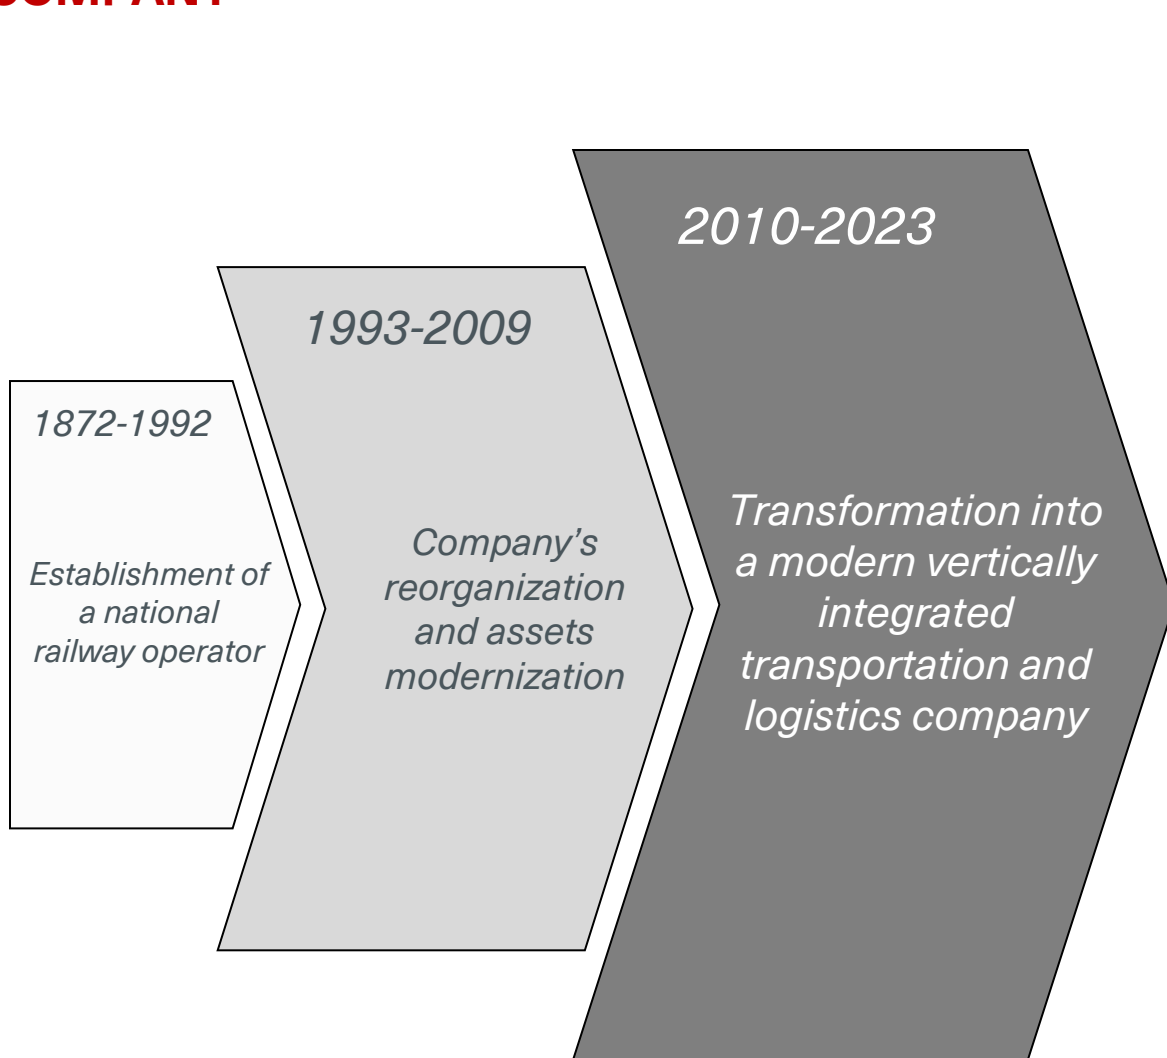 COMPANY
2010-2023
1993-2009
1872-1992
Establishment of
a national
railway operator
Company’s
reorganization
and assets
modernization
Transformation into
a modern vertically
integrated
transportation and
logistics company